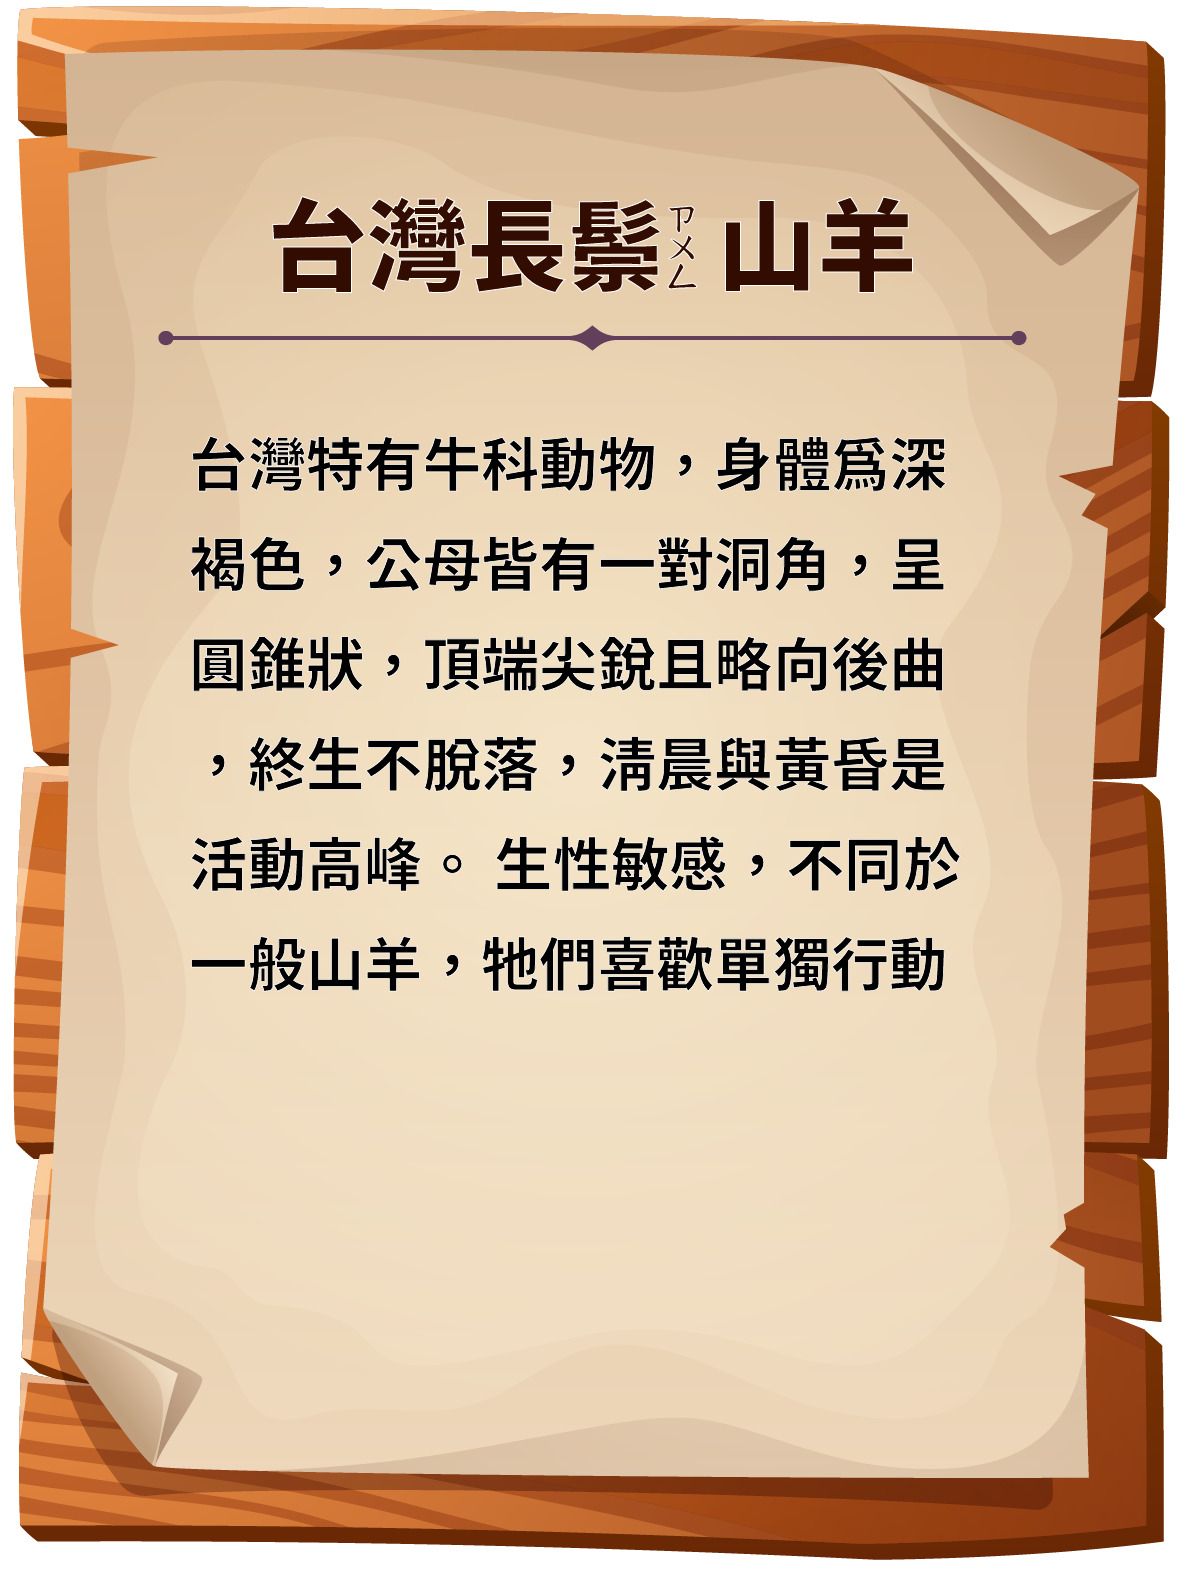 台灣長鬃ㄗㄨㄥ山羊
台灣特有牛科動物，身體爲深
褐色，公母皆有一對洞角，呈
圓錐狀，頂端尖銳且略向後曲
，終生不脫落，淸晨與黃昏是
活動高峰。 生性敏感，不同於
一般山羊，牠們喜歡單獨行動